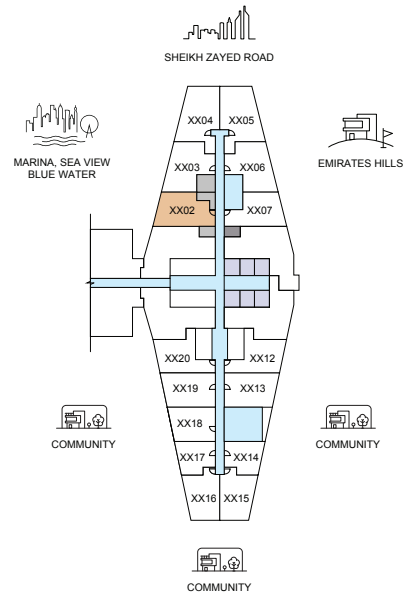 SHEIKH ZAYED ROAD
XX04 XX05
MARINA, SEA VIEW
BLUE WATER
EMIRATES HILLS
XX03 XX06
XX02 XX07
XX20 XX12
XX19 XX13
XX18
XX17 XX14
XX16 XX15
COMMUNITY
COMMUNITY
COMMUNITY